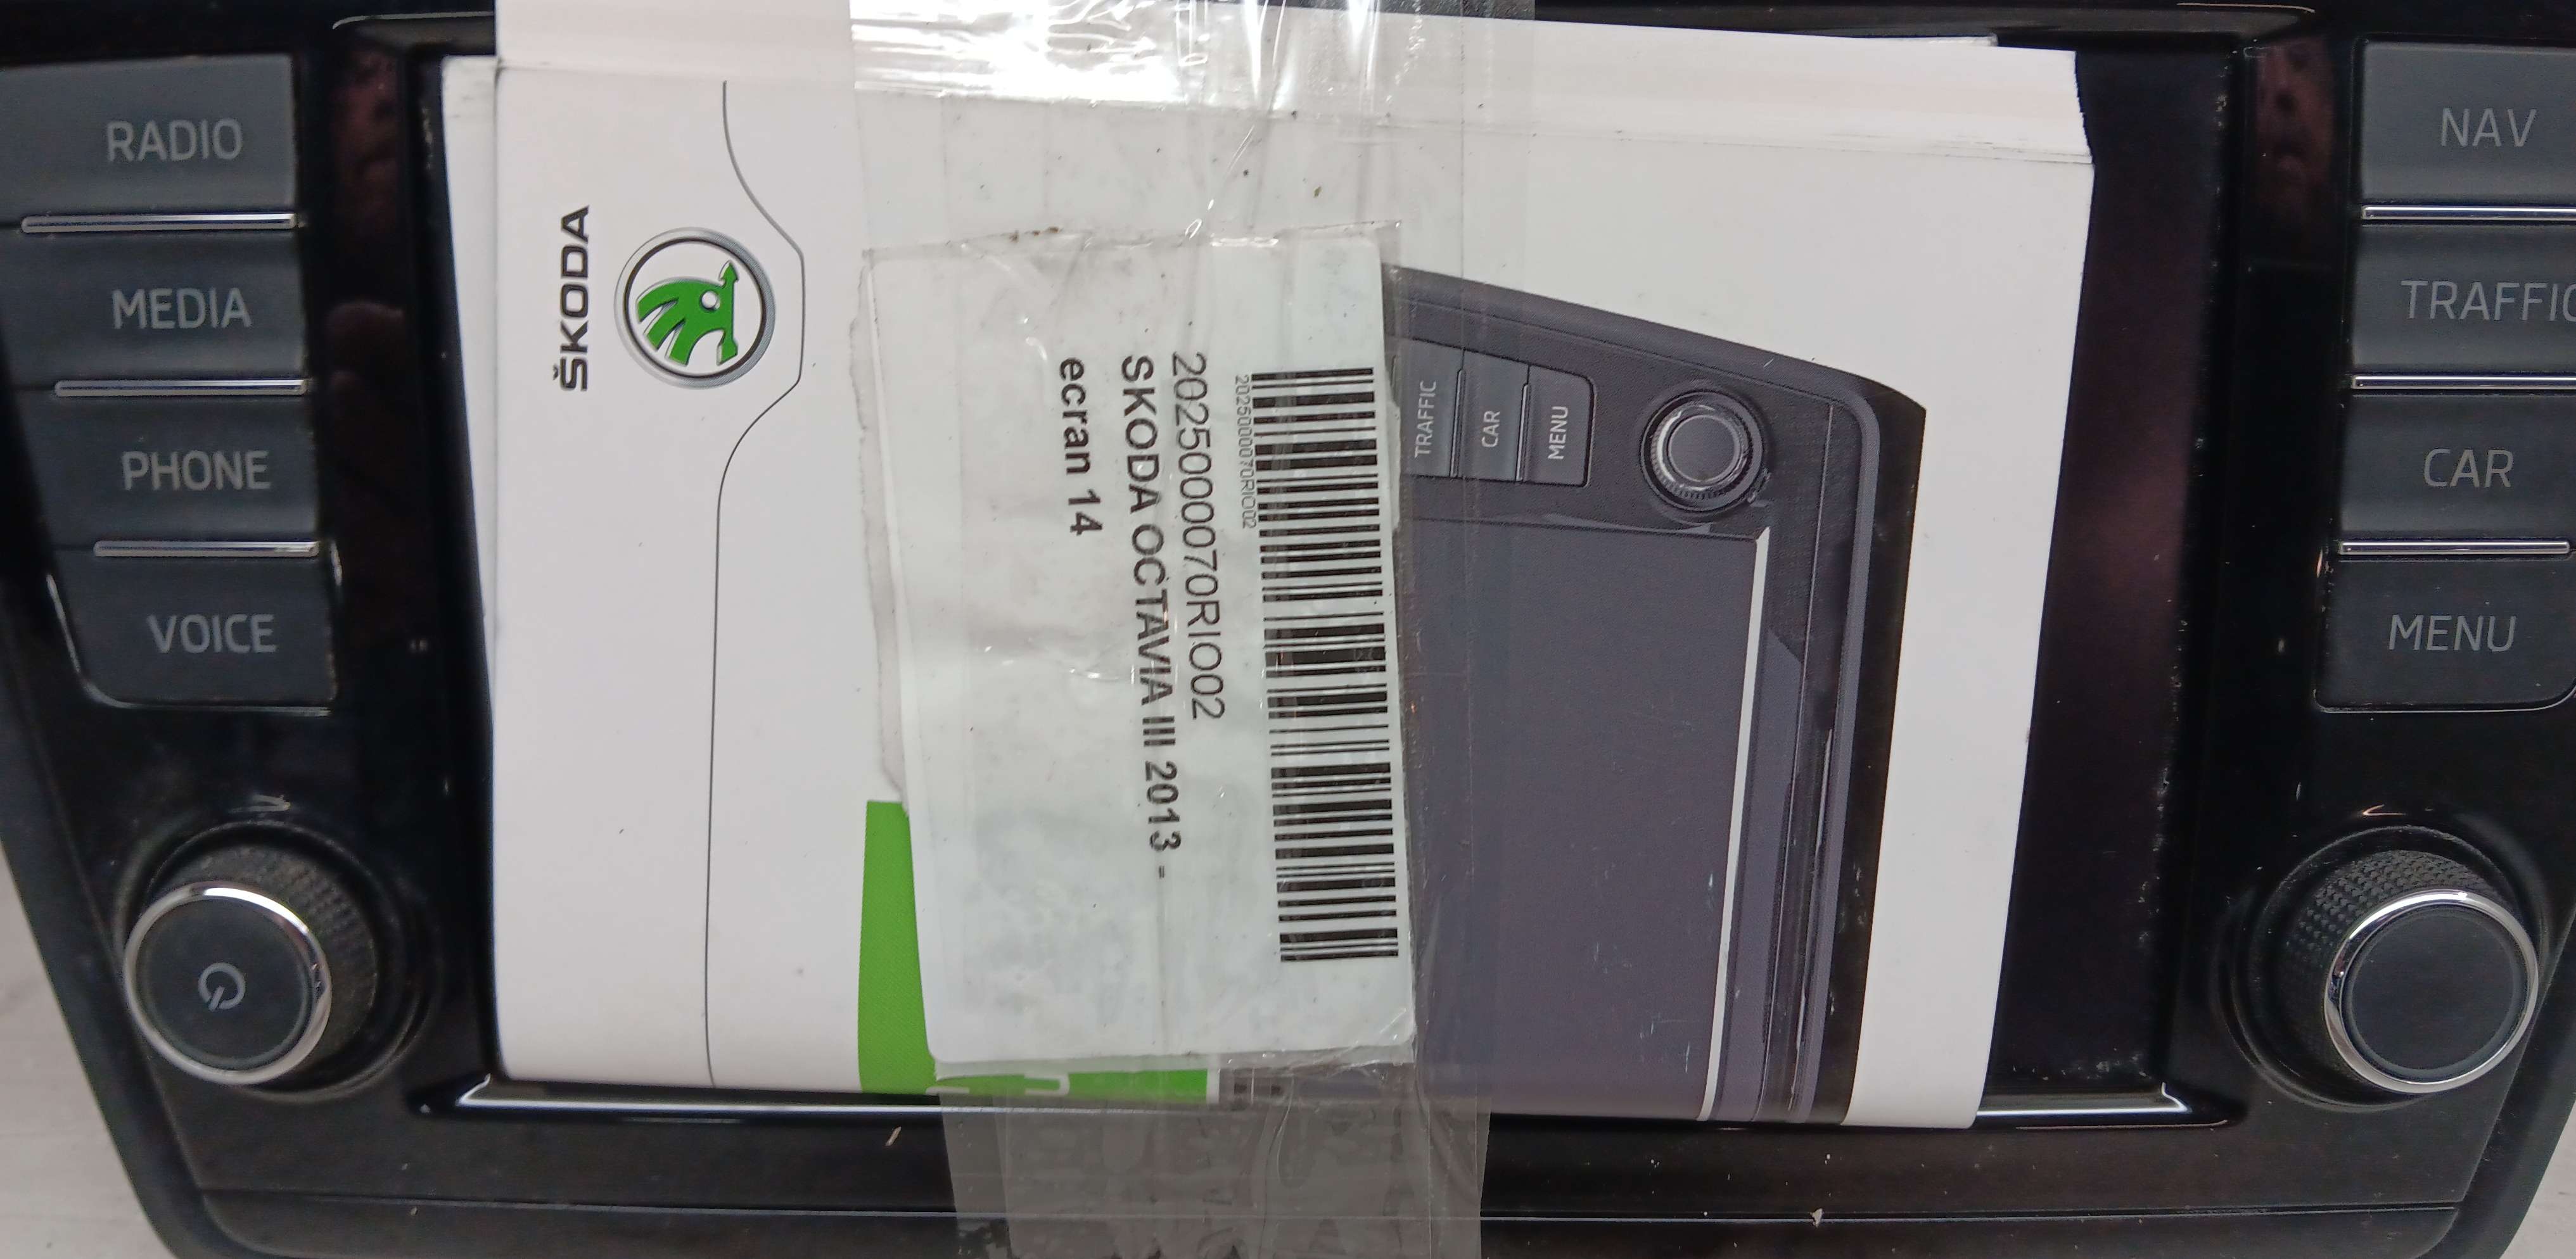 RADIO
MEDIA
PHONE
VOICE
ŠKODA
2025000070RIO02
2025000070RIO02
SKODA OCTAVIA III 2013 -
ecran 14
TRAFFIC
CAR
MENU
NAV
TRAFFIC
CAR
MENU